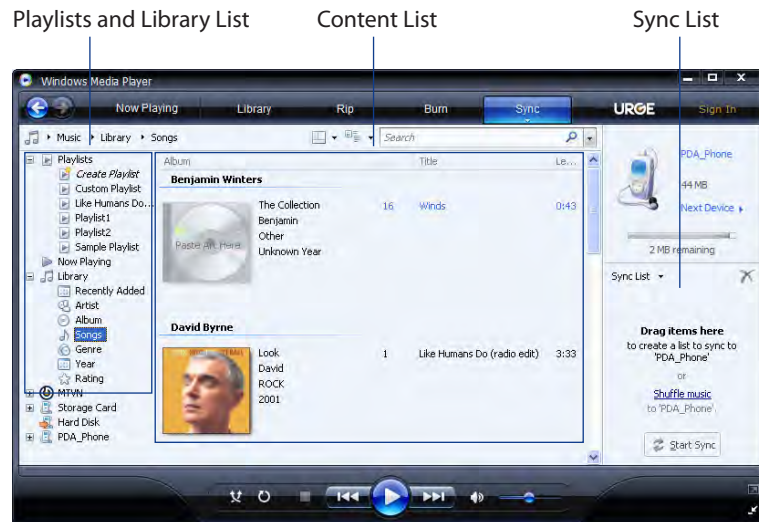 Playlists and Library List
Content List
Sync List
Windows Media Player
Now Playing
Library
Rip
Burn
Sync
URGE
Sign In
Music ▸ Library ▸ Songs
Search
Playlists
Create Playlist
Custom Playlist
Like Humans Do...
Playlist1
Playlist2
Sample Playlist
Now Playing
Library
Recently Added
Artist
Album
Songs
Genre
Year
Rating
MTVN
Storage Card
Hard Disk
PDA_Phone
Album
Title
Le...
Benjamin Winters
Paste Art Here
The Collection
16 Winds 0:43
Benjamin
Other
Unknown Year
David Byrne
Look
1 Like Humans Do (radio edit) 3:33
David
ROCK
2001
PDA_Phone
44 MB
Next Device
2 MB remaining
Sync List
Drag items here
to create a list to sync to
'PDA_Phone'
or
Shuffle music
to 'PDA_Phone'.
Start Sync